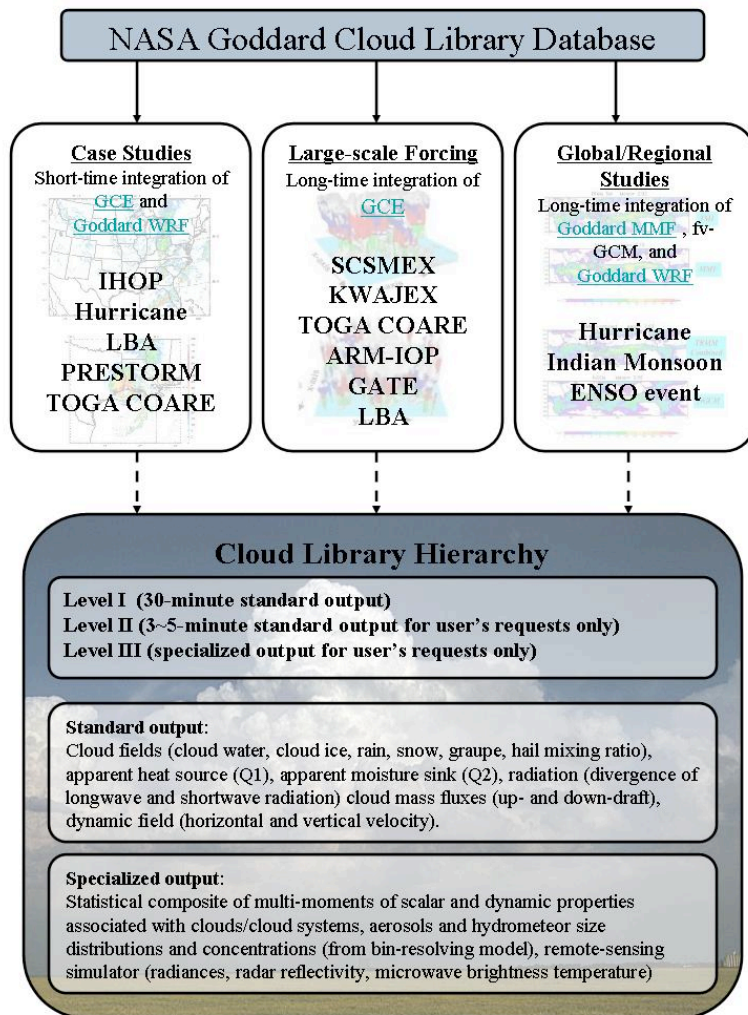 NASA Goddard Cloud Library Database
Case Studies
Short-time integration of
GCE and
Goddard WRF
IHOP
Hurricane
LBA
PRESTORM
TOGA COARE
Large-scale Forcing
Long-time integration of
GCE
SCSMEX
KWAJEX
TOGA COARE
ARM-IOP
GATE
LBA
Global/Regional
Studies
Long-time integration of
Goddard MMF , fv-
GCM, and
Goddard WRF
Hurricane
Indian Monsoon
ENSO event
Cloud Library Hierarchy
Level I (30-minute standard output)
Level II (3~5-minute standard output for user's requests only)
Level III (specialized output for user's requests only)
Standard output:
Cloud fields (cloud water, cloud ice, rain, snow, graupe, hail mixing ratio),
apparent heat source (Q1), apparent moisture sink (Q2), radiation (divergence of
longwave and shortwave radiation) cloud mass fluxes (up- and down-draft),
dynamic field (horizontal and vertical velocity).
Specialized output:
Statistical composite of multi-moments of scalar and dynamic properties
associated with clouds/cloud systems, aerosols and hydrometeor size
distributions and concentrations (from bin-resolving model), remote-sensing
simulator (radiances, radar reflectivity, microwave brightness temperature)